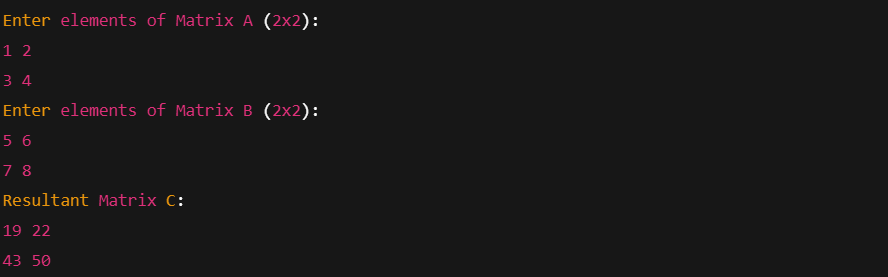 Enter elements of Matrix A (2x2):
1 2
3 4
Enter elements of Matrix B (2x2):
5 6
7 8
Resultant Matrix C:
19 22
43 50